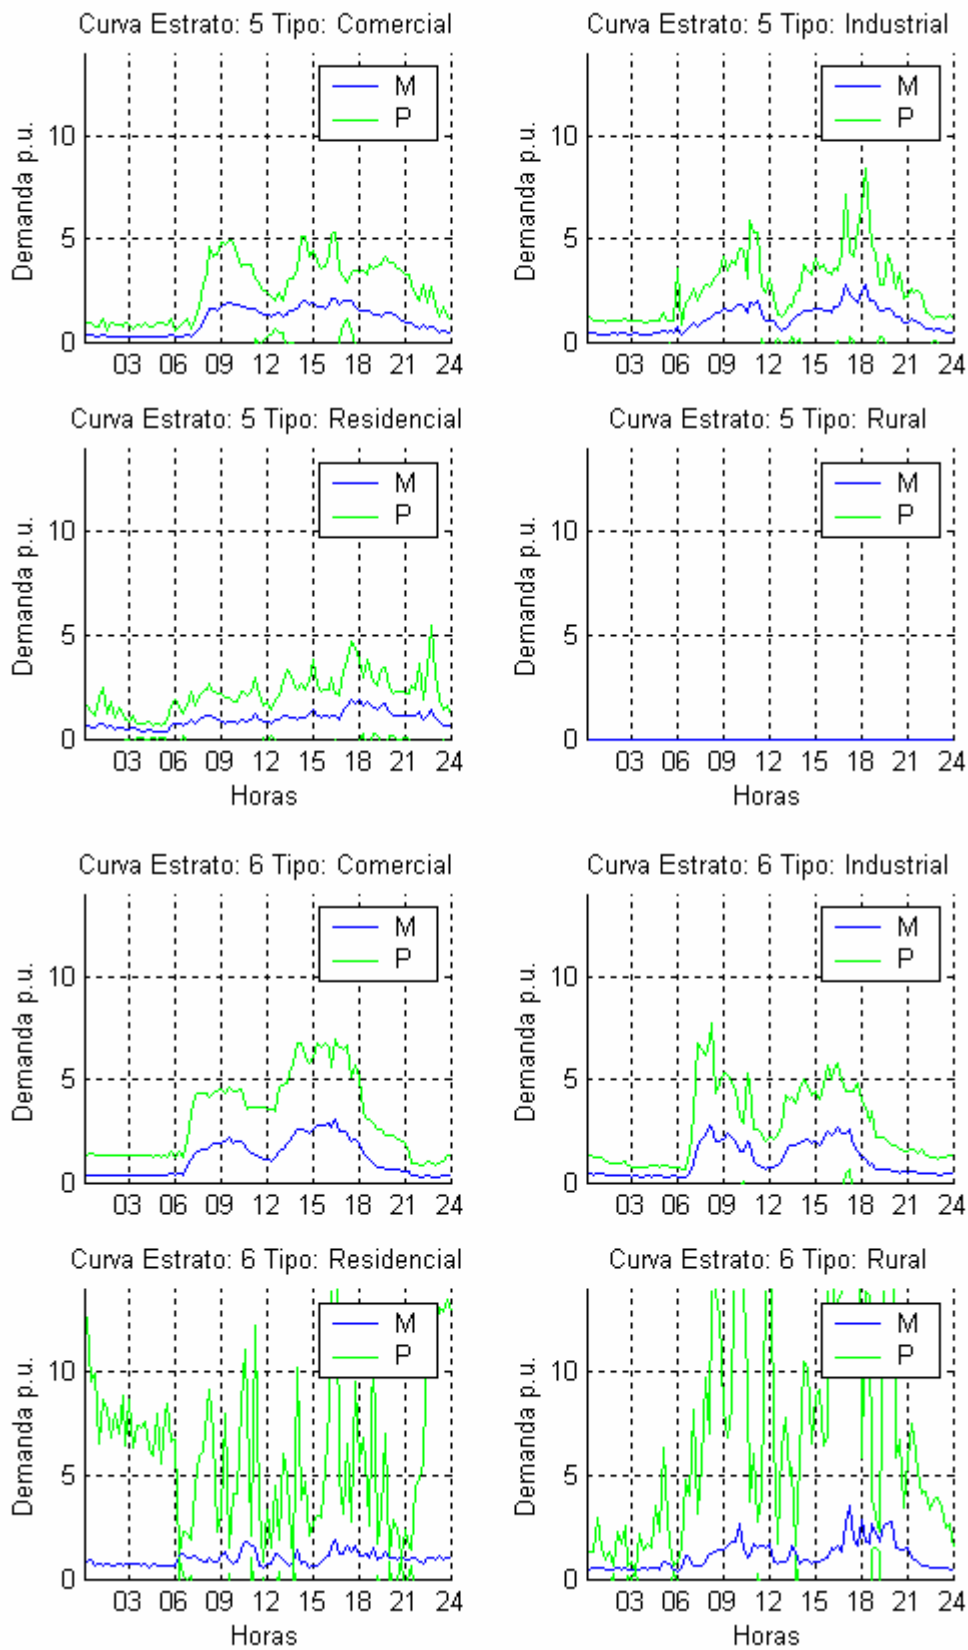 Curva Estrato: 5 Tipo: Comercial
M
P
Demanda p.u.
10
5
0
03 06 09 12 15 18 21 24
Curva Estrato: 5 Tipo: Industrial
M
P
Demanda p.u.
10
5
0
03 06 09 12 15 18 21 24
Curva Estrato: 5 Tipo: Residencial
M
P
Demanda p.u.
10
5
0
03 06 09 12 15 18 21 24
Horas
Curva Estrato: 5 Tipo: Rural
M
P
Demanda p.u.
10
5
0
03 06 09 12 15 18 21 24
Horas
Curva Estrato: 6 Tipo: Comercial
M
P
Demanda p.u.
10
5
0
03 06 09 12 15 18 21 24
Curva Estrato: 6 Tipo: Industrial
M
P
Demanda p.u.
10
5
0
03 06 09 12 15 18 21 24
Curva Estrato: 6 Tipo: Residencial
M
P
Demanda p.u.
10
5
0
03 06 09 12 15 18 21 24
Horas
Curva Estrato: 6 Tipo: Rural
M
P
Demanda p.u.
10
5
0
03 06 09 12 15 18 21 24
Horas